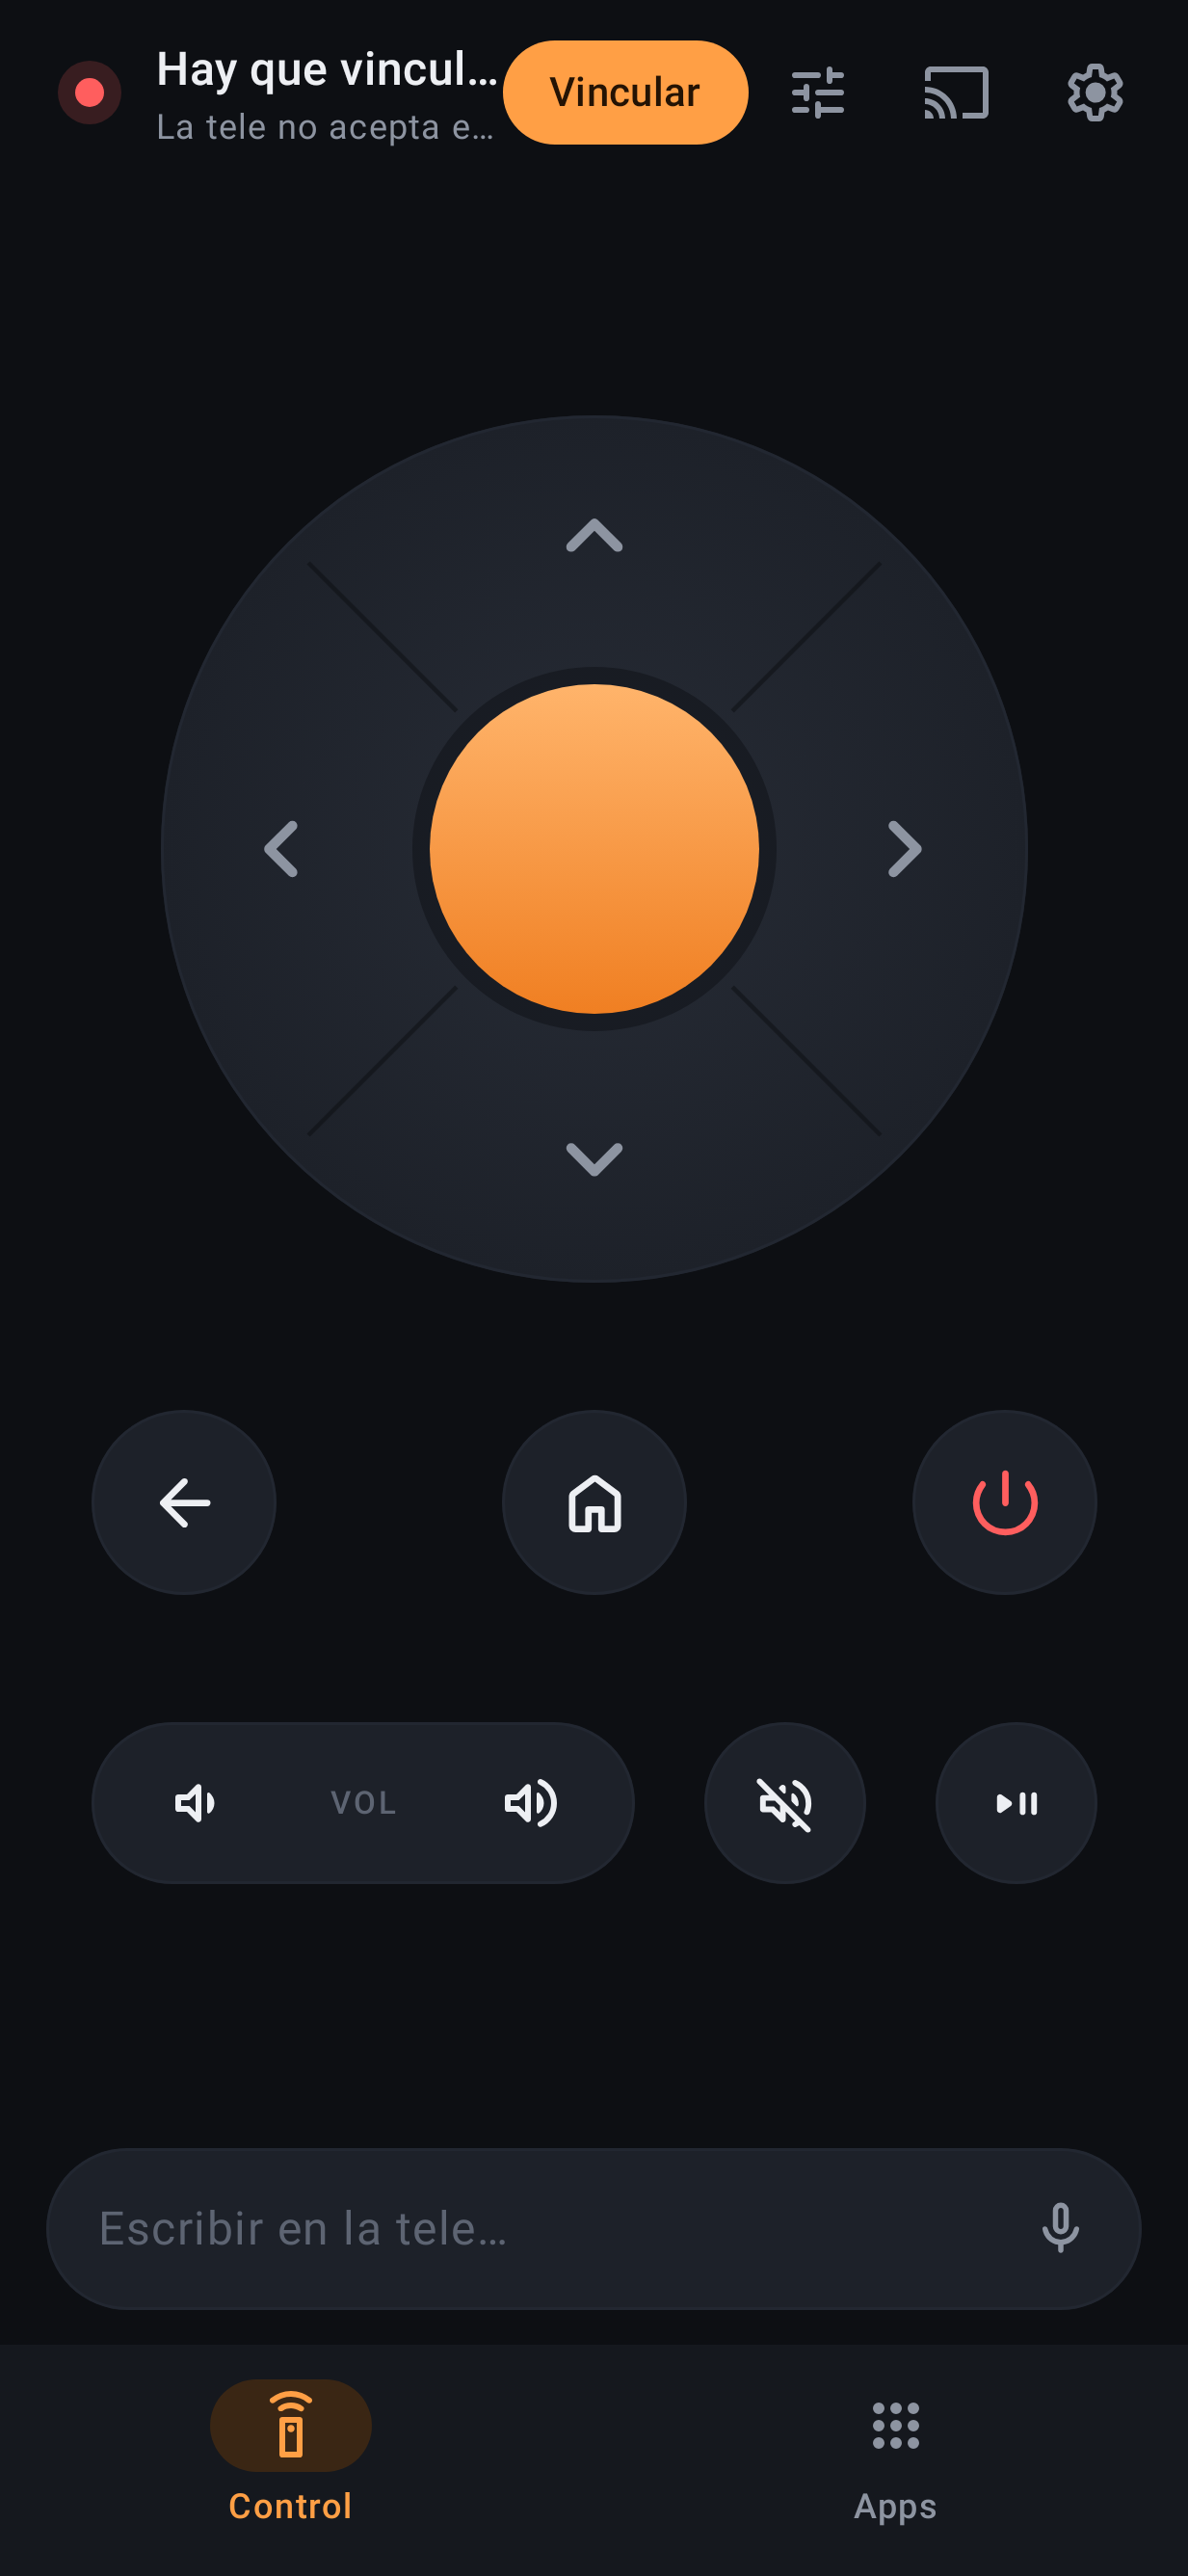 Hay que vincul...
La tele no acepta e...
Vincular
VOL
Escribir en la tele...
Control
Apps